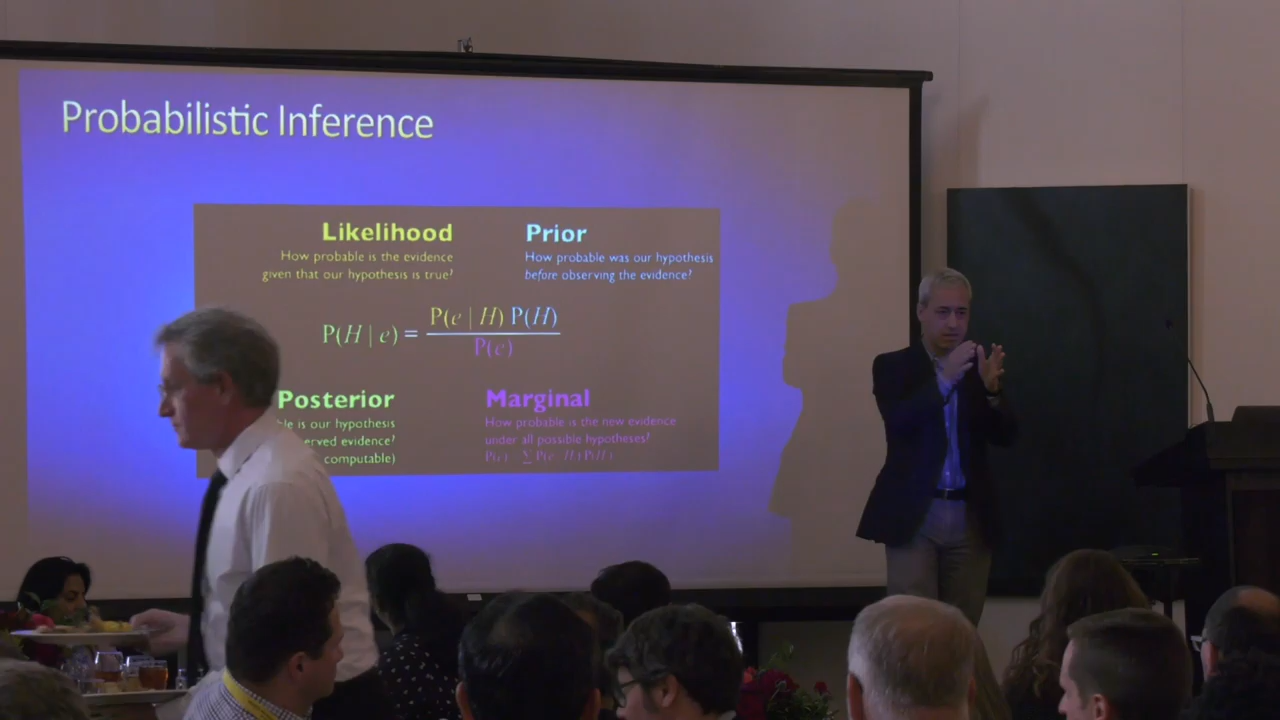 Probabilistic Inference
Likelihood
How probable is the evidence
given that our hypothesis is true?
Prior
How probable was our hypothesis
before observing the evidence?
P(H | e) = P(e | H) P(H)
P(e)
Posterior
is our hypothesis
evidence?
computable)
Marginal
How probable is the new evidence
under all possible hypotheses?